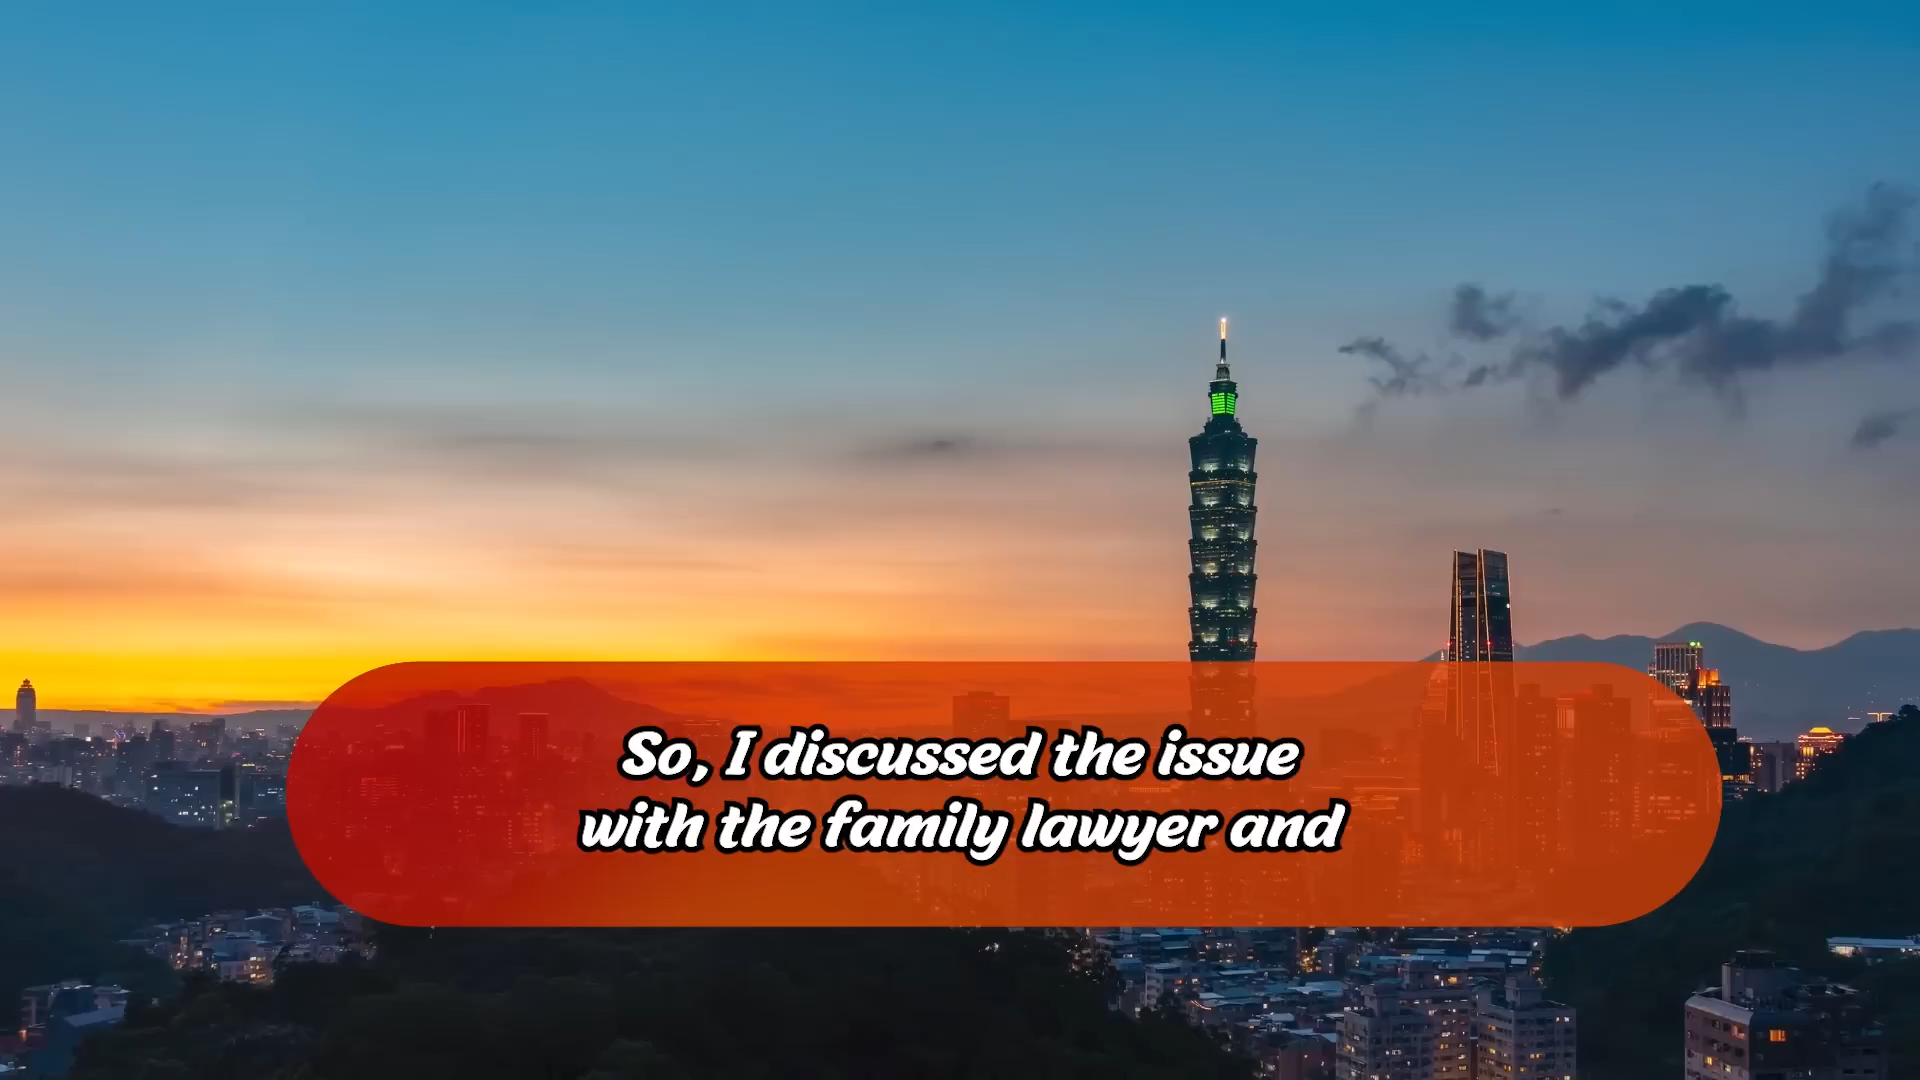 So, I discussed the issue
with the family lawyer and